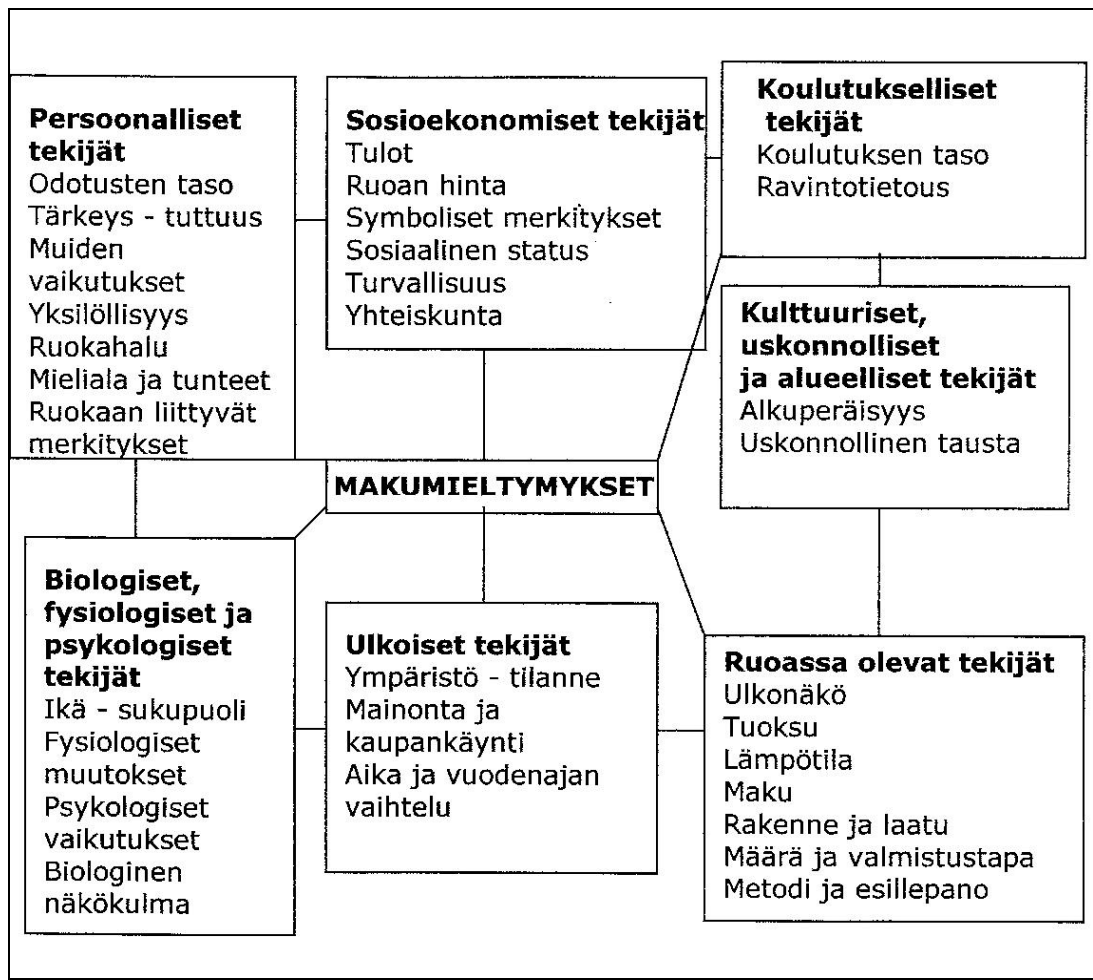 Persoonalliset
tekijät
Odotusten taso
Tärkeys - tuttuus
Muiden
vaikutukset
Yksilöllisyys
Ruokahalu
Mieliala ja tunteet
Ruokaan liittyvät
merkitykset
Sosioekonomiset tekijät
Tulot
Ruoan hinta
Symboliset merkitykset
Sosiaalinen status
Turvallisuus
Yhteiskunta
Koulutukselliset
tekijät
Koulutuksen taso
Ravintotietous
Kulttuuriset,
uskonnolliset
ja alueelliset tekijät
Alkuperäisyys
Uskonnollinen tausta
MAKUMIELTYMYKSET
Biologiset,
fysiologiset ja
psykologiset
tekijät
Ikä - sukupuoli
Fysiologiset
muutokset
Psykologiset
vaikutukset
Biologinen
näkökulma
Ulkoiset tekijät
Ympäristö - tilanne
Mainonta ja
kaupankäynti
Aika ja vuodenajan
vaihtelu
Ruoassa olevat tekijät
Ulkonäkö
Tuoksu
Lämpötila
Maku
Rakenne ja laatu
Määrä ja valmistustapa
Metodi ja esillepano